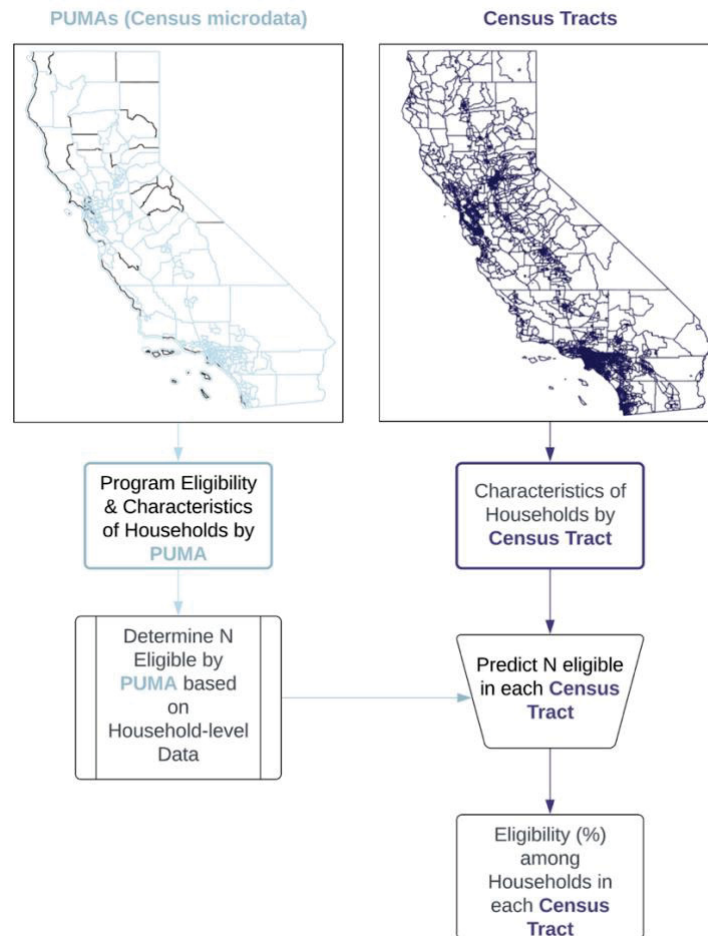 PUMAs (Census microdata)
Census Tracts
Program Eligibility
& Characteristics
of Households by
PUMA
Characteristics of
Households by
Census Tract
Determine N
Eligible by
PUMA based
on
Household-level
Data
Predict N eligible
in each Census
Tract
Eligibility (%)
among
Households in
each Census
Tract